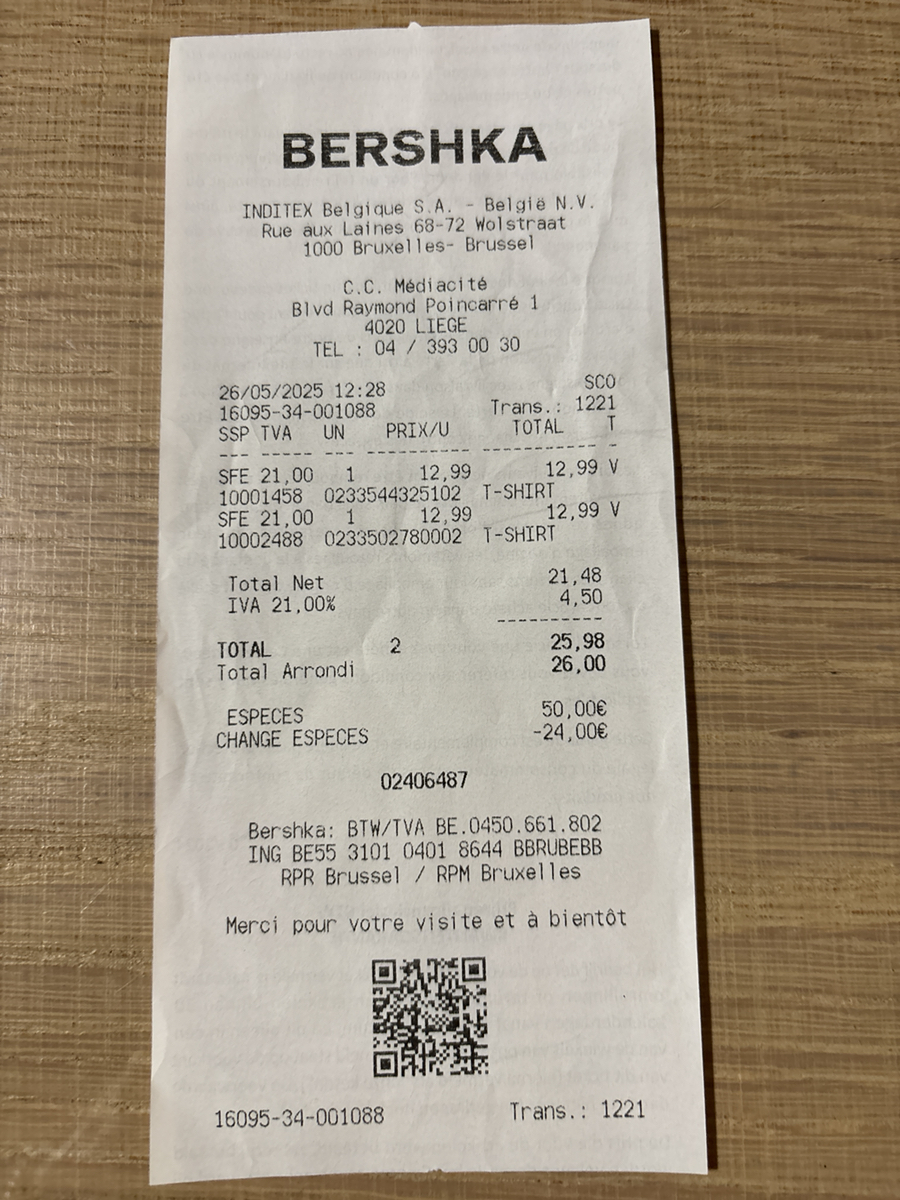 BERSHKA
INDITEX Belgique S.A. - België N.V.
Rue aux Laines 68-72 Wolstraat
1000 Bruxelles- Brussel
C.C. Médiacité
Blvd Raymond Poincarré 1
4020 LIEGE
TEL : 04 / 393 00 30
26/05/2025 12:28 SCO
16095-34-001088 Trans.: 1221
SSP TVA UN PRIX/U TOTAL T
--- ----- --- --------- ----------- -
SFE 21,00 1 12,99 12,99 V
10001458 0233544325102 T-SHIRT
SFE 21,00 1 12,99 12,99 V
10002488 0233502780002 T-SHIRT
Total Net 21,48
IVA 21,00% 4,50
----------
TOTAL 2 25,98
Total Arrondi 26,00
ESPECES 50,00€
CHANGE ESPECES -24,00€
02406487
Bershka: BTW/TVA BE.0450.661.802
ING BE55 3101 0401 8644 BBRUBEBB
RPR Brussel / RPM Bruxelles
Merci pour votre visite et à bientôt
16095-34-001088 Trans.: 1221